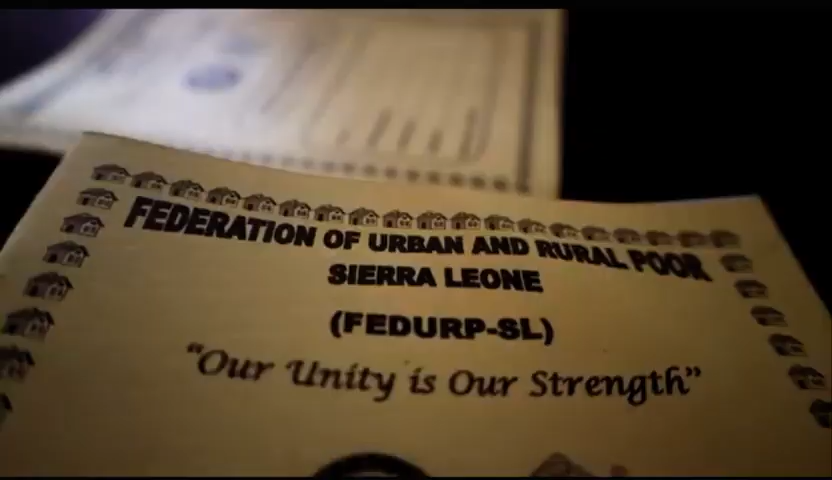 FEDERATION OF URBAN AND RURAL POOR
SIERRA LEONE
(FEDURP-SL)
"Our Unity is Our Strength"